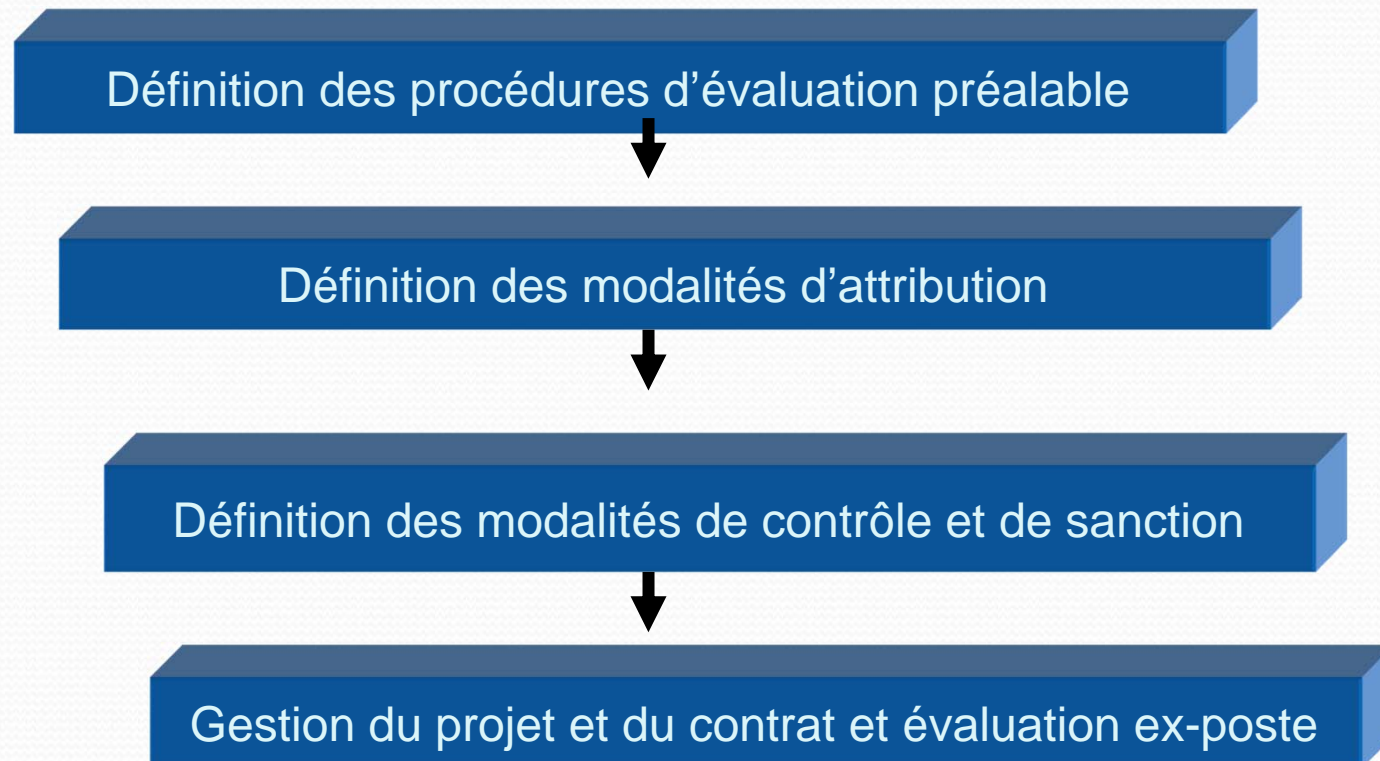 Définition des procédures d’évaluation préalable
Définition des modalités d’attribution
Définition des modalités de contrôle et de sanction
Gestion du projet et du contrat et évaluation ex-poste